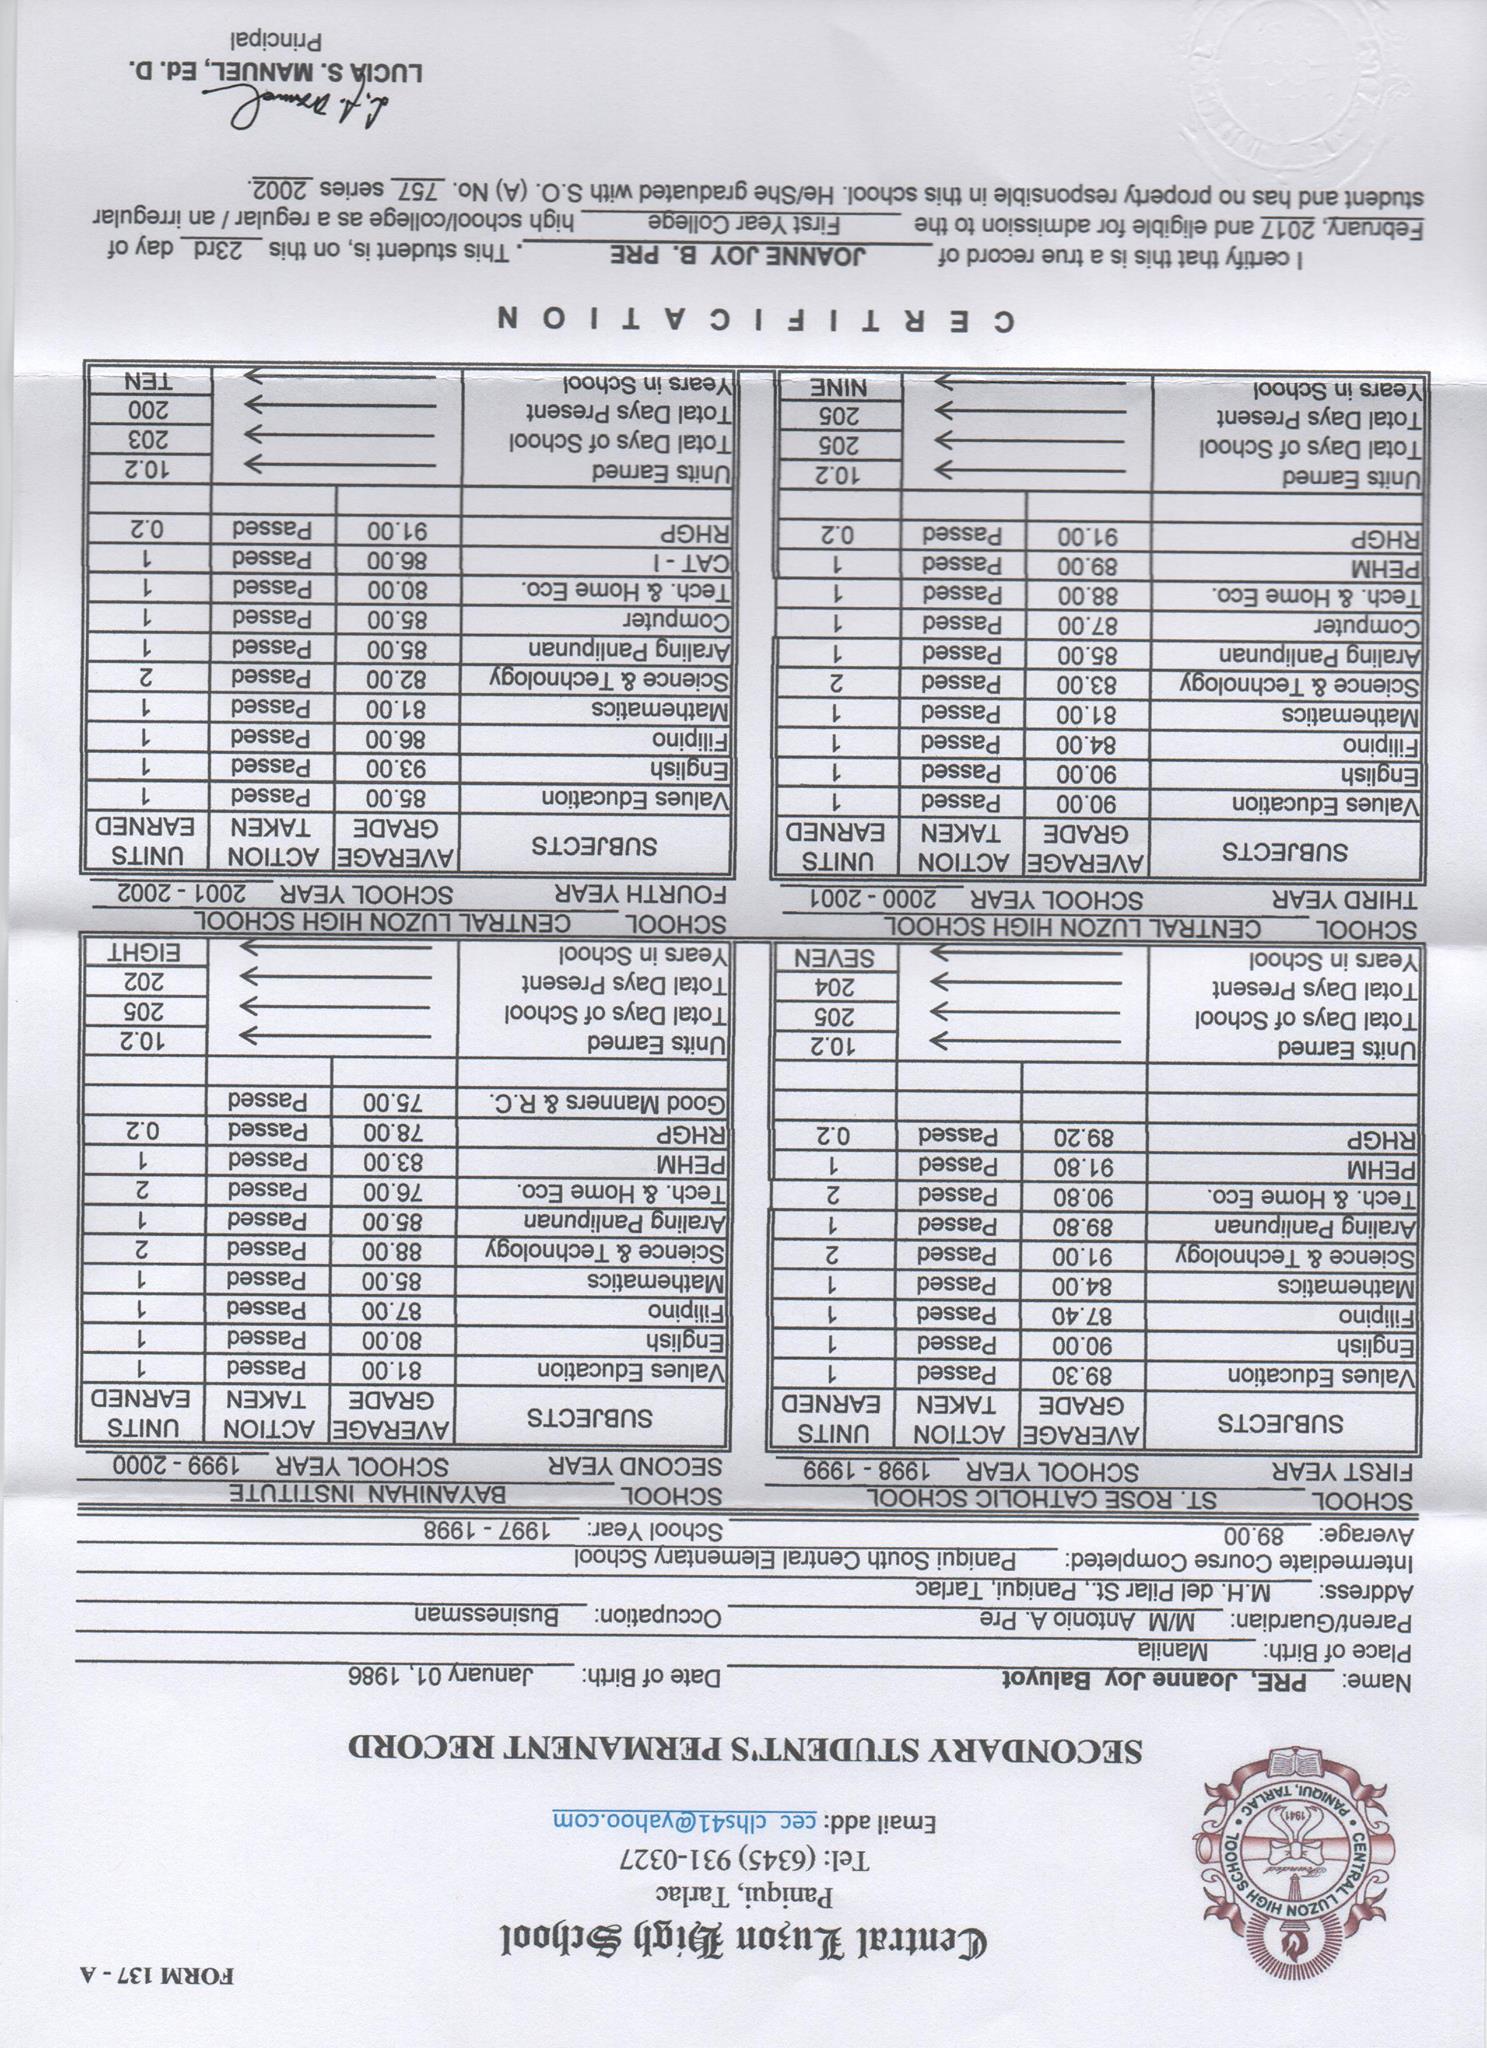 FORM 137 - A
Central Luzon High School
Paniqui, Tarlac
Tel: (6345) 931-0327
Email add: cec_clhs41@yahoo.com
CENTRAL LUZON HIGH SCHOOL
Founded
1941
PANIQUI, TARLAC
SECONDARY STUDENT'S PERMANENT RECORD
Name: PRE, Joanne Joy Baluyot Date of Birth: January 01, 1986
Place of Birth: Manila
Parent/Guardian: M/M Antonio A. Pre Occupation: Businessman
Address: M.H. del Pilar St., Paniqui, Tarlac
Intermediate Course Completed: Paniqui South Central Elementary School
Average: 89.00 School Year: 1997 - 1998
SCHOOL ST. ROSE CATHOLIC SCHOOL
FIRST YEAR SCHOOL YEAR 1998 - 1999
SUBJECTS AVERAGE GRADE ACTION TAKEN UNITS EARNED
Values Education 89.30 Passed 1
English 90.00 Passed 1
Filipino 87.40 Passed 1
Mathematics 84.00 Passed 1
Science & Technology 91.00 Passed 2
Araling Panlipunan 89.80 Passed 1
Tech. & Home Eco. 90.80 Passed 2
PEHM 91.80 Passed 1
RHGP 89.20 Passed 0.2
Units Earned 10.2
Total Days of School 205
Total Days Present 204
Years in School SEVEN
SCHOOL BAYANIHAN INSTITUTE
SECOND YEAR SCHOOL YEAR 1999 - 2000
SUBJECTS AVERAGE GRADE ACTION TAKEN UNITS EARNED
Values Education 81.00 Passed 1
English 80.00 Passed 1
Filipino 87.00 Passed 1
Mathematics 85.00 Passed 1
Science & Technology 88.00 Passed 2
Araling Panlipunan 85.00 Passed 1
Tech. & Home Eco. 76.00 Passed 2
PEHM 83.00 Passed 1
RHGP 78.00 Passed 0.2
Good Manners & R.C. 75.00 Passed
Units Earned 10.2
Total Days of School 205
Total Days Present 202
Years in School EIGHT
SCHOOL CENTRAL LUZON HIGH SCHOOL
THIRD YEAR SCHOOL YEAR 2000 - 2001
SUBJECTS AVERAGE GRADE ACTION TAKEN UNITS EARNED
Values Education 90.00 Passed 1
English 90.00 Passed 1
Filipino 84.00 Passed 1
Mathematics 81.00 Passed 1
Science & Technology 83.00 Passed 2
Araling Panlipunan 85.00 Passed 1
Computer 87.00 Passed 1
Tech. & Home Eco. 88.00 Passed 1
PEHM 89.00 Passed 1
RHGP 91.00 Passed 0.2
Units Earned 10.2
Total Days of School 205
Total Days Present 205
Years in School NINE
SCHOOL CENTRAL LUZON HIGH SCHOOL
FOURTH YEAR SCHOOL YEAR 2001 - 2002
SUBJECTS AVERAGE GRADE ACTION TAKEN UNITS EARNED
Values Education 85.00 Passed 1
English 93.00 Passed 1
Filipino 86.00 Passed 1
Mathematics 81.00 Passed 1
Science & Technology 82.00 Passed 2
Araling Panlipunan 85.00 Passed 1
Computer 85.00 Passed 1
Tech. & Home Eco. 80.00 Passed 1
CAT - I 86.00 Passed 1
RHGP 91.00 Passed 0.2
Units Earned 10.2
Total Days of School 203
Total Days Present 200
Years in School TEN
CERTIFICATION
I certify that this is a true record of JOANNE JOY B. PRE . This student is, on this 23rd day of
February, 2017 and eligible for admission to the First Year College high school/college as a regular / an irregular
student and has no property responsible in this school. He/She graduated with S.O. (A) No. 757 series 2002.
LUCIA S. MANUEL, Ed. D.
Principal